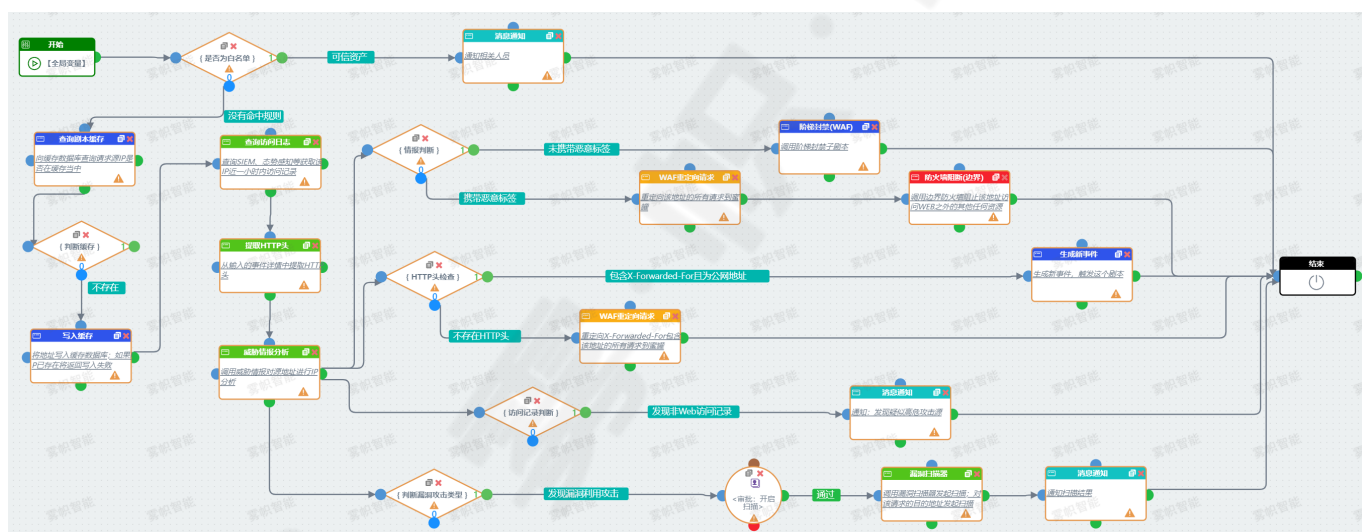 开始
【全局变量】
{ 是否为白名单 }
1
0
可信资产
消息通知
通知相关人员
没有命中规则
查询剧本缓存
向缓存数据库查询请求源IP是
否在缓存当中
查询访问日志
查询SIEM、态势感知等获取该
IP近一小时内访问记录
{ 情报判断 }
1
0
未携带恶意标签
阶梯封禁(WAF)
调用阶梯封禁子剧本
携带恶意标签
WAF重定向请求
重定向该地址的所有请求到蜜
罐
防火墙阻断(边界)
调用边界防火墙阻止该地址访
问WEB之外的其他任何资源
{ 判断缓存 }
1
0
不存在
提取HTTP头
从输入的事件详情中提取HTTP
头
{ HTTP头检查 }
1
0
包含X-Forwarded-For且为公网地址
生成新事件
生成新事件，触发这个剧本
结束
写入缓存
将地址写入缓存数据库；如果I
P已存在将返回写入失败
不存在HTTP头
WAF重定向请求
重定向X-Forwarded-For包含
该地址的所有请求到蜜罐
威胁情报分析
调用威胁情报对源地址进行IP
分析
{ 访问记录判断 }
1
0
发现非Web访问记录
消息通知
通知：发现疑似高危攻击源
{ 判断漏洞攻击类型 }
1
0
发现漏洞利用攻击
<审批：开启
扫描>
通过
漏洞扫描器
调用漏洞扫描器发起扫描；对
该请求的目的地址发起扫描
消息通知
通知扫描结果
雾帜智能